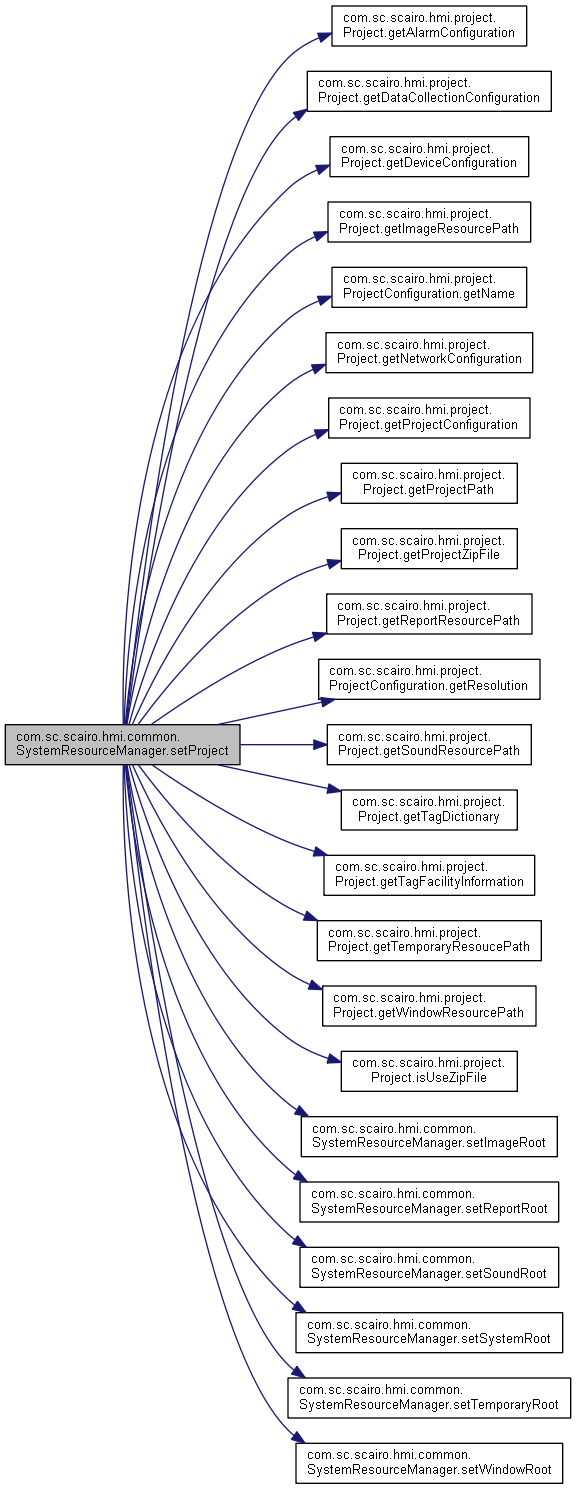 com.sc.scairo.hmi.project.
Project.getAlarmConfiguration
com.sc.scairo.hmi.project.
Project.getDataCollectionConfiguration
com.sc.scairo.hmi.project.
Project.getDeviceConfiguration
com.sc.scairo.hmi.project.
Project.getImageResourcePath
com.sc.scairo.hmi.project.
ProjectConfiguration.getName
com.sc.scairo.hmi.project.
Project.getNetworkConfiguration
com.sc.scairo.hmi.project.
Project.getProjectConfiguration
com.sc.scairo.hmi.project.
Project.getProjectPath
com.sc.scairo.hmi.project.
Project.getProjectZipFile
com.sc.scairo.hmi.project.
Project.getReportResourcePath
com.sc.scairo.hmi.project.
ProjectConfiguration.getResolution
com.sc.scairo.hmi.common.
SystemResourceManager.setProject
com.sc.scairo.hmi.project.
Project.getSoundResourcePath
com.sc.scairo.hmi.project.
Project.getTagDictionary
com.sc.scairo.hmi.project.
Project.getTagFacilityInformation
com.sc.scairo.hmi.project.
Project.getTemporaryResoucePath
com.sc.scairo.hmi.project.
Project.getWindowResourcePath
com.sc.scairo.hmi.project.
Project.isUseZipFile
com.sc.scairo.hmi.common.
SystemResourceManager.setImageRoot
com.sc.scairo.hmi.common.
SystemResourceManager.setReportRoot
com.sc.scairo.hmi.common.
SystemResourceManager.setSoundRoot
com.sc.scairo.hmi.common.
SystemResourceManager.setSystemRoot
com.sc.scairo.hmi.common.
SystemResourceManager.setTemporaryRoot
com.sc.scairo.hmi.common.
SystemResourceManager.setWindowRoot